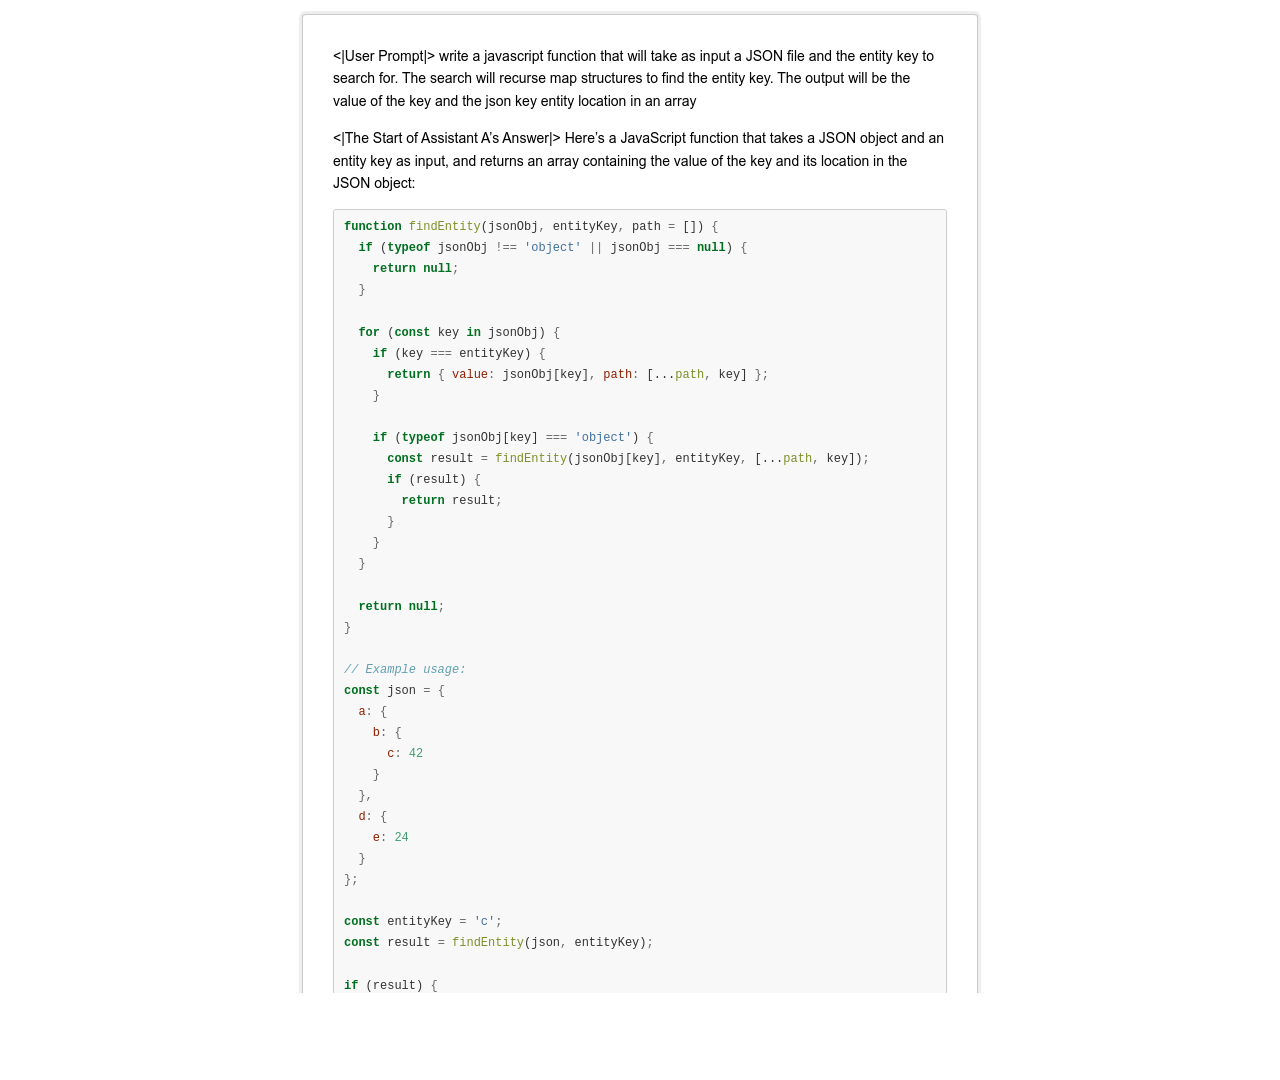 <|User Prompt|> write a javascript function that will take as input a JSON file and the entity key to
search for. The search will recurse map structures to find the entity key. The output will be the
value of the key and the json key entity location in an array
<|The Start of Assistant A’s Answer|> Here’s a JavaScript function that takes a JSON object and an
entity key as input, and returns an array containing the value of the key and its location in the
JSON object:
function findEntity(jsonObj, entityKey, path = []) {
  if (typeof jsonObj !== 'object' || jsonObj === null) {
    return null;
  }

  for (const key in jsonObj) {
    if (key === entityKey) {
      return { value: jsonObj[key], path: [...path, key] };
    }

    if (typeof jsonObj[key] === 'object') {
      const result = findEntity(jsonObj[key], entityKey, [...path, key]);
      if (result) {
        return result;
      }
    }
  }

  return null;
}

// Example usage:
const json = {
  a: {
    b: {
      c: 42
    }
  },
  d: {
    e: 24
  }
};

const entityKey = 'c';
const result = findEntity(json, entityKey);

if (result) {